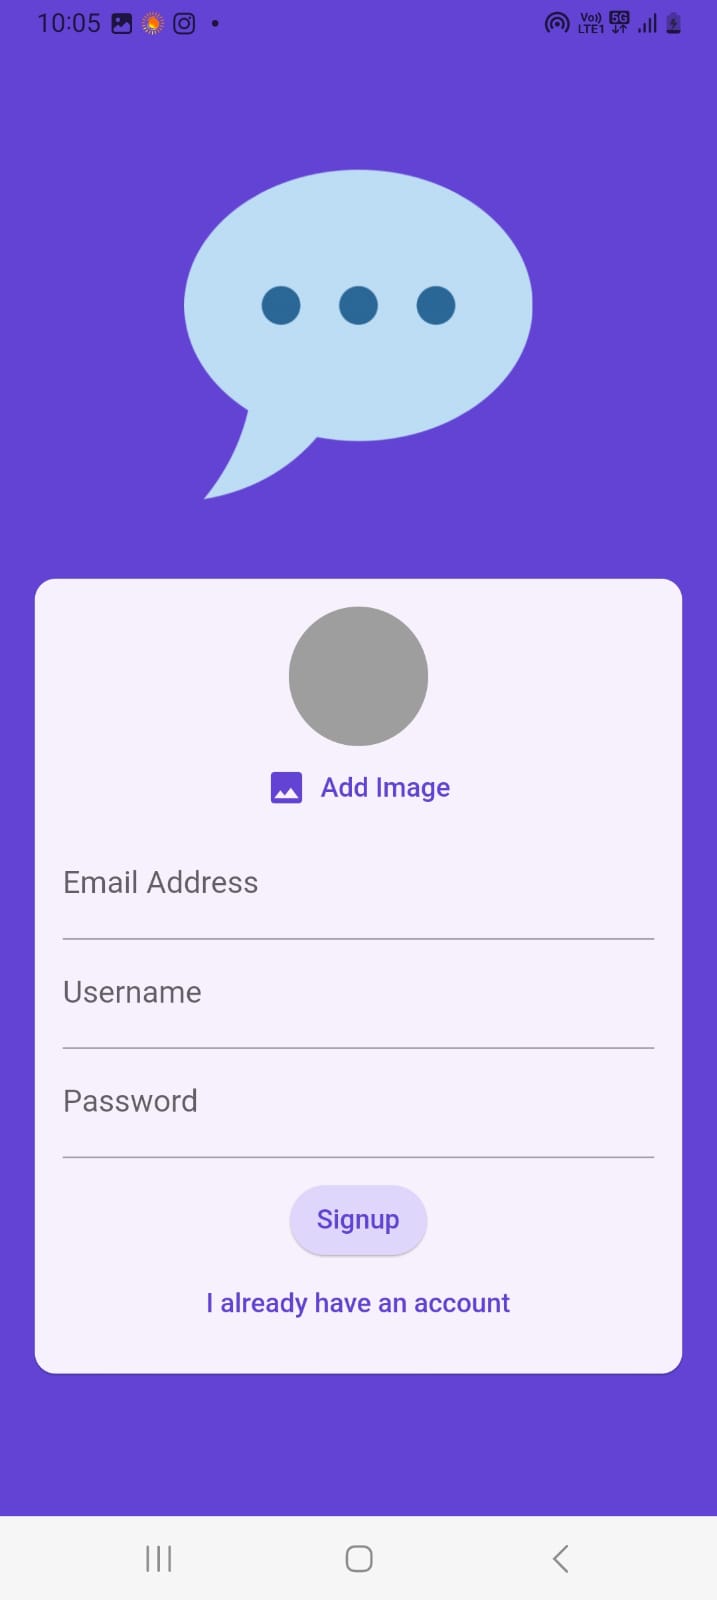 10:05 Vo)) 5G
LTE1
Add Image
Email Address
Username
Password
Signup
I already have an account